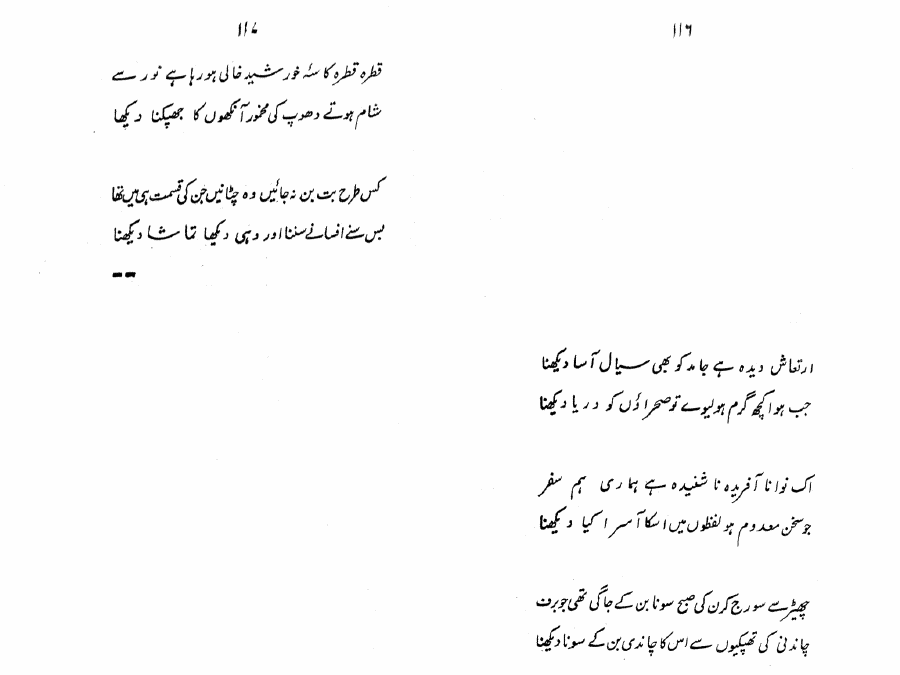 ۱۱۶
ارتعاش دیدہ ہے جامد کو بھی سیال آسا دیکھنا
جب ہوا کچھ گرم ہو لیوے تو صحراؤں کو دریا دیکھنا
اک نوا نا آفریدہ نا شنیدہ ہے ہماری ہم سفر
جو سخن معدوم ہو لفظوں میں اسکا آسرا کیا دیکھنا
چھیڑ سے سورج کرن کی صبح سونا بن کے جاگی تھی جو برف
چاندنی کی تھپکیوں سے اس کا چاندی بن کے سونا دیکھنا
۱۱۷
قطرہ قطرہ کاسۂ خورشید خالی ہو رہا ہے نور سے
شام ہوتے دھوپ کی مخمور آنکھوں کا جھپکنا دیکھا
کس طرح بت بن نہ جائیں وہ چٹانیں جن کی قسمت ہی میں تھا
بس سنے افسانے سننا اور وہی دیکھا تماشا دیکھنا